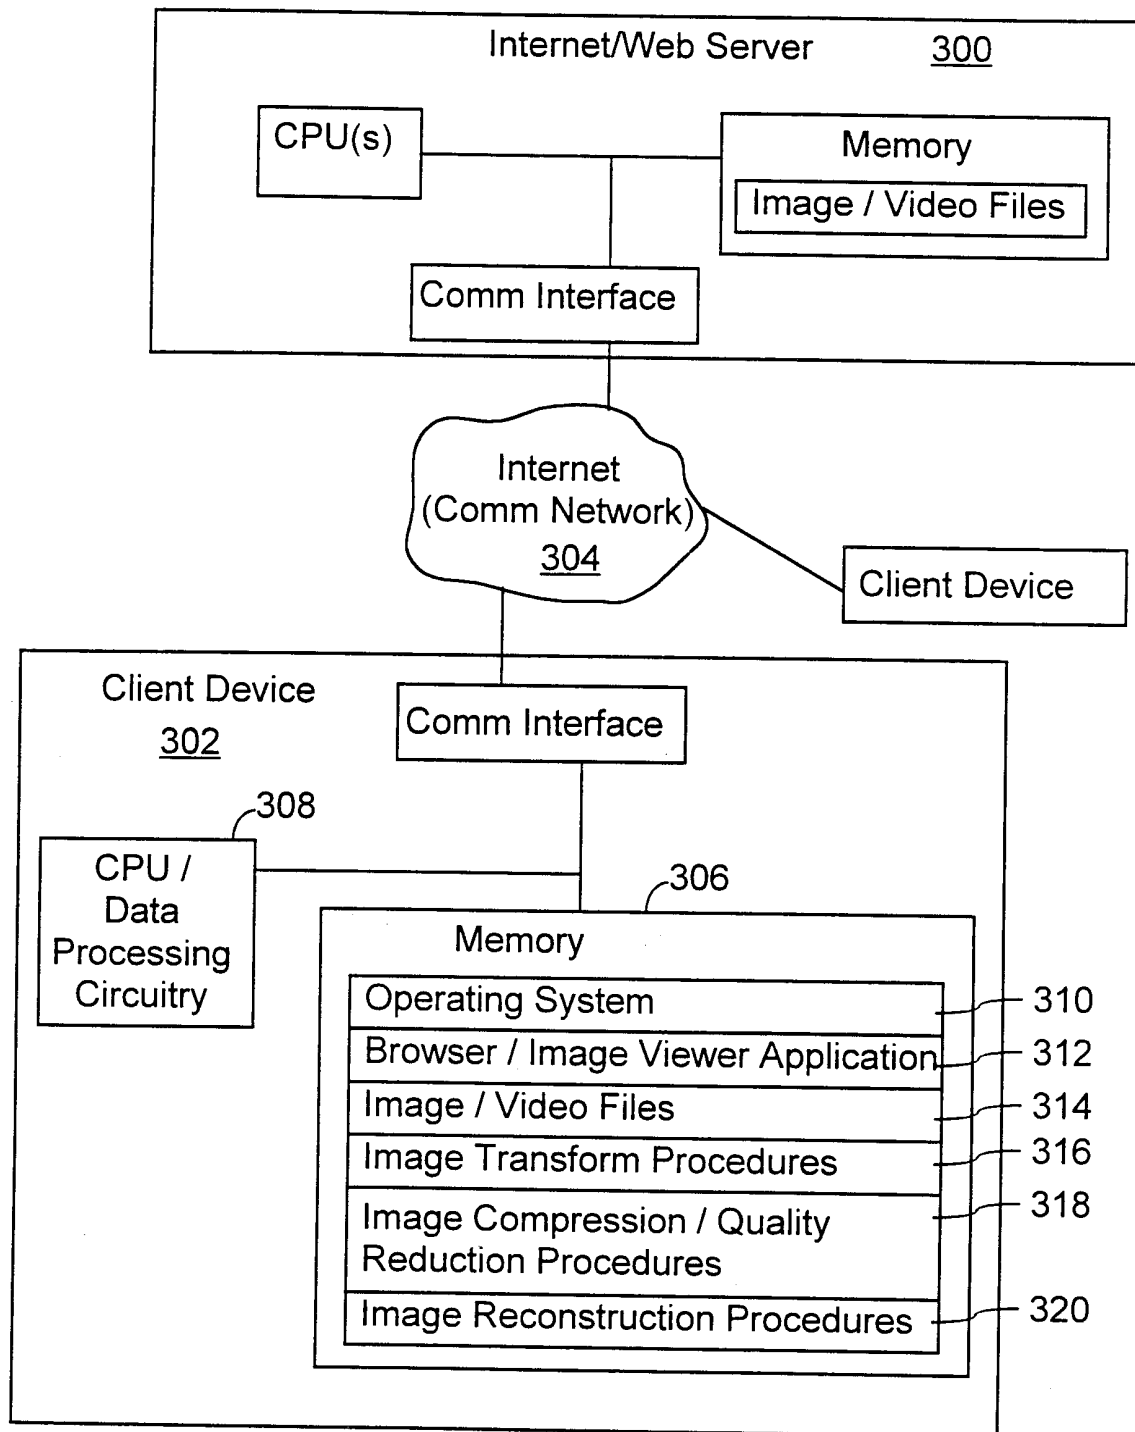 Internet/Web Server 300
CPU(s)
Memory
Image / Video Files
Comm Interface
Internet
(Comm Network)
304
Client Device
Client Device
302
Comm Interface
308
CPU /
Data
Processing
Circuitry
306
Memory
Operating System 310
Browser / Image Viewer Application 312
Image / Video Files 314
Image Transform Procedures 316
Image Compression / Quality 318
Reduction Procedures
Image Reconstruction Procedures 320